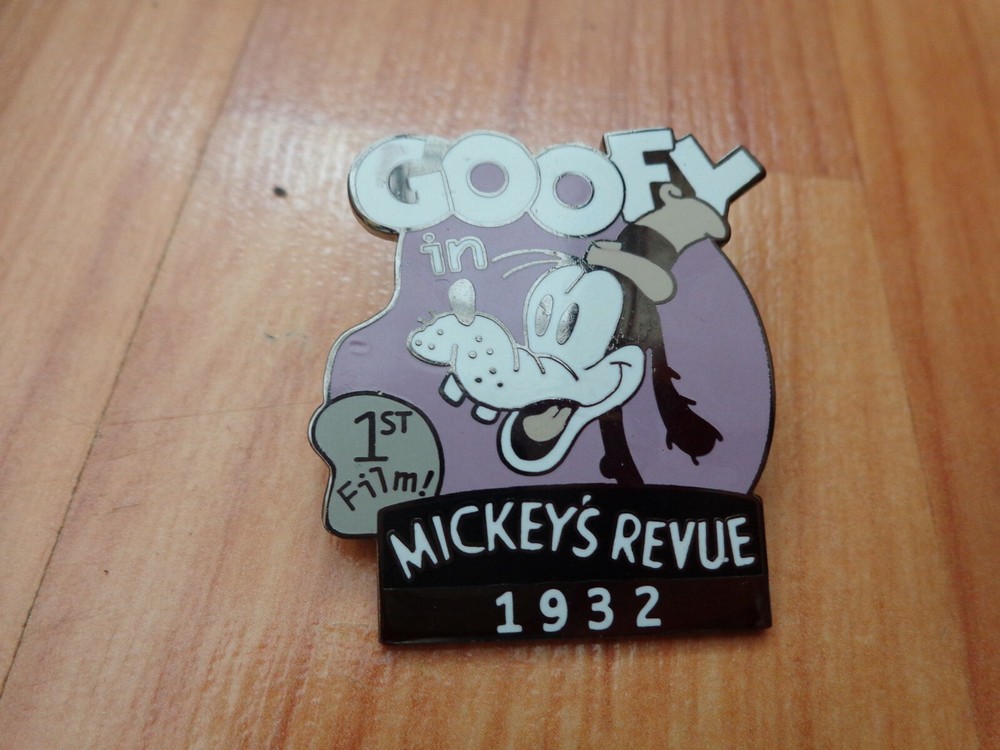 GOOFY
in
1ST
Film!
MICKEY'S REVUE
1932